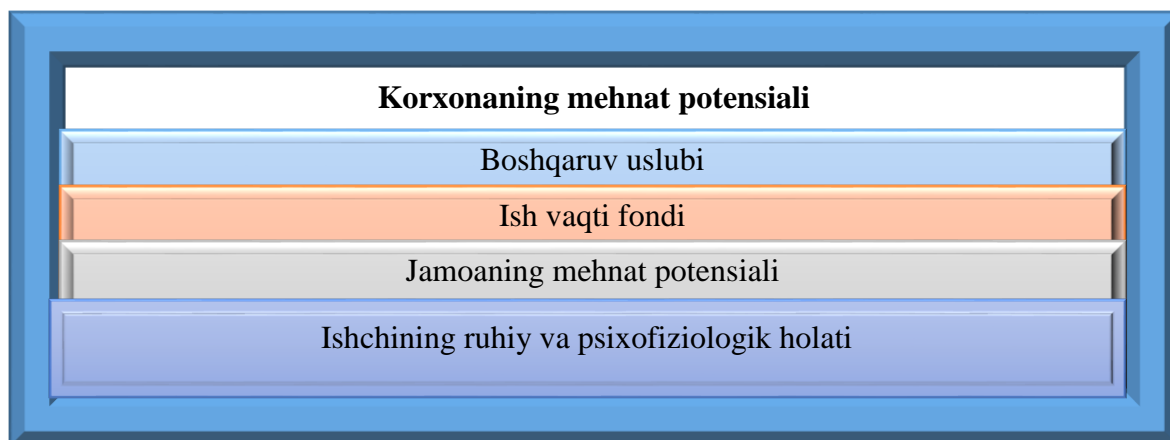 Korxonaning mehnat potensiali
Boshqaruv uslubi
Ish vaqti fondi
Jamoaning mehnat potensiali
Ishchining ruhiy va psixofiziologik holati